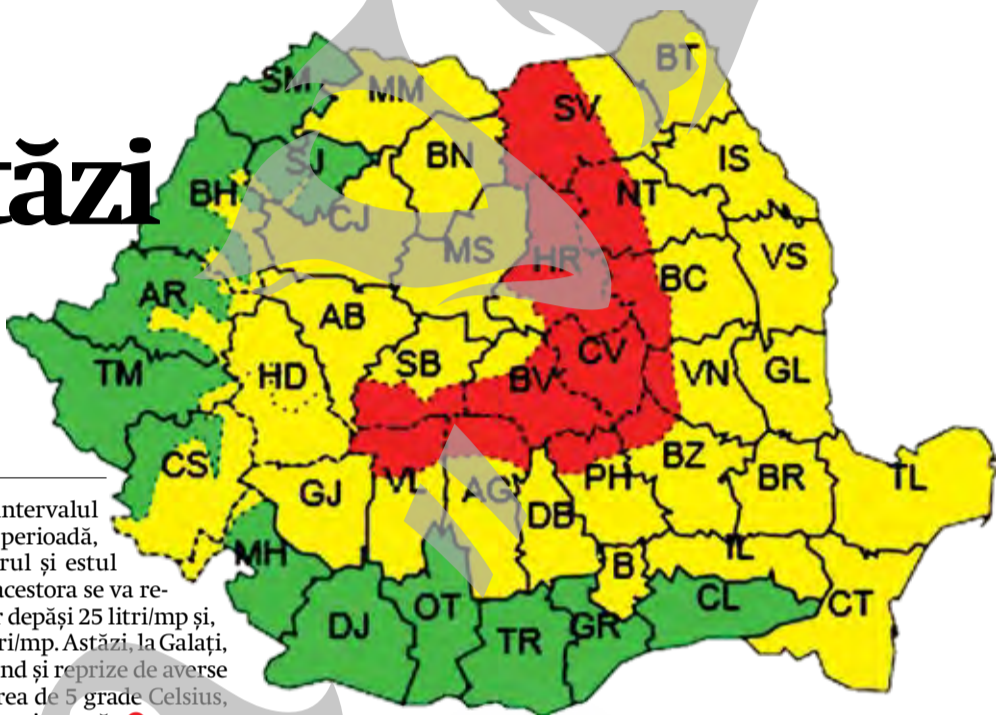 tăzi
intervalul
perioadă,
rul și estul
acestora se va re-
r depăși 25 litri/mp și,
ri/mp. Astăzi, la Galați,
nd și reprize de averse
rea de 5 grade Celsius,
SM
MM
BT
SV
SJ
BN
IS
BH
NT
CJ
MS
HR
VS
BC
AR
AB
CV
SB
TM
HD
BV
VN
GL
CS
BZ
BR
TL
GJ
VL
AG
PH
DB
MH
B
IL
CL
CT
DJ
OT
TR
GR